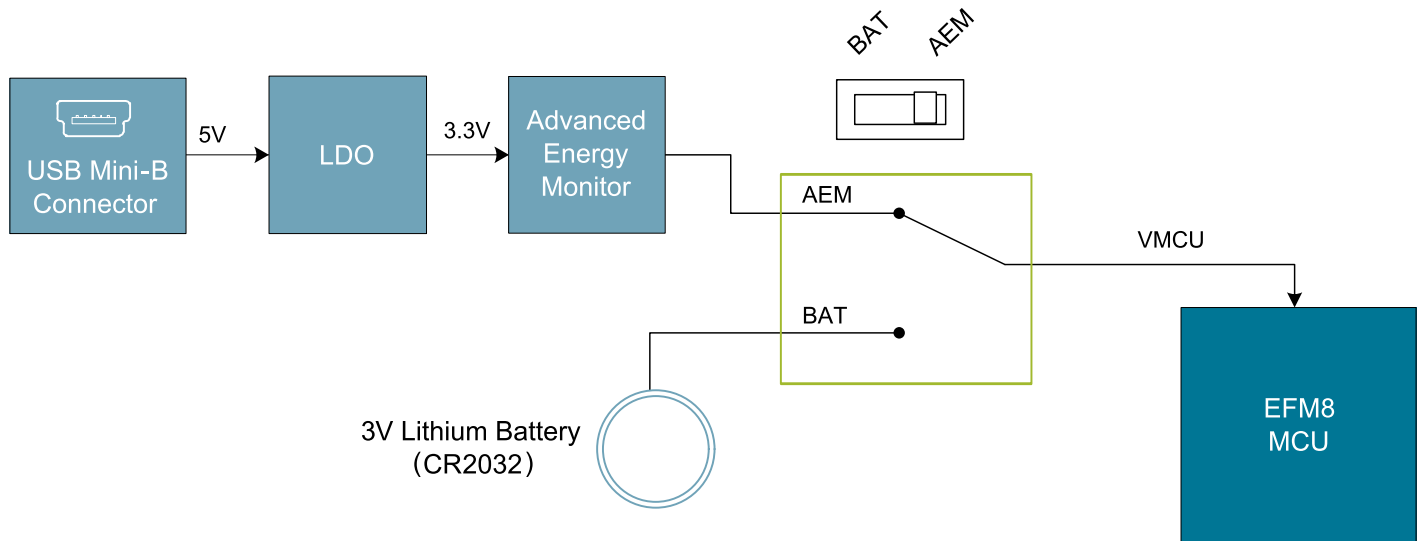 BAT
AEM
USB Mini-B
Connector
5V
LDO
3.3V
Advanced
Energy
Monitor
AEM
BAT
VMCU
3V Lithium Battery
(CR2032)
EFM8
MCU